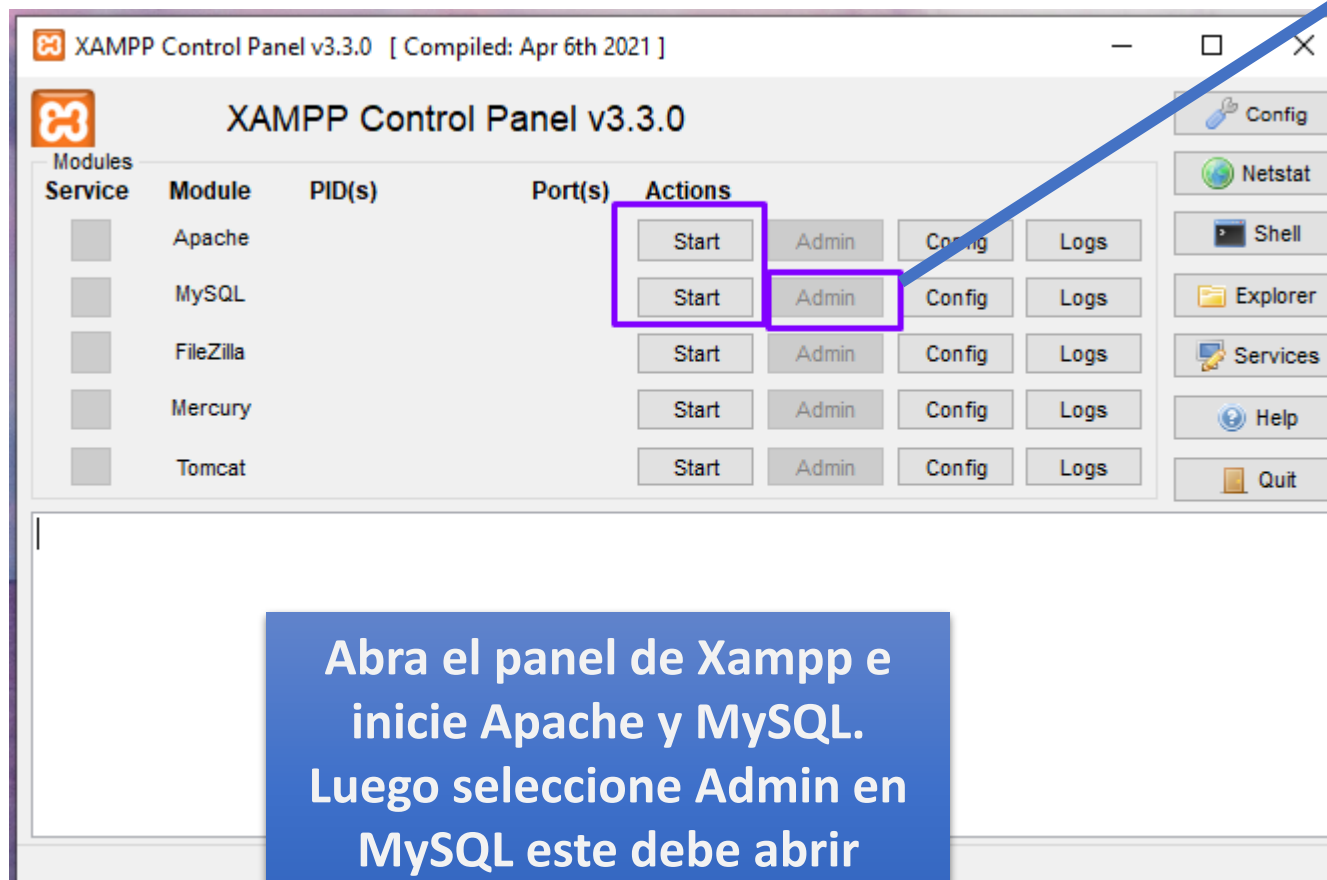 XAMPP Control Panel v3.3.0 [ Compiled: Apr 6th 2021 ]
XAMPP Control Panel v3.3.0
Modules
Service Module PID(s) Port(s) Actions
Apache Start Admin Config Logs
MySQL Start Admin Config Logs
FileZilla Start Admin Config Logs
Mercury Start Admin Config Logs
Tomcat Start Admin Config Logs
Config
Netstat
Shell
Explorer
Services
Help
Quit
Abra el panel de Xampp e
inicie Apache y MySQL.
Luego seleccione Admin en
MySQL este debe abrir